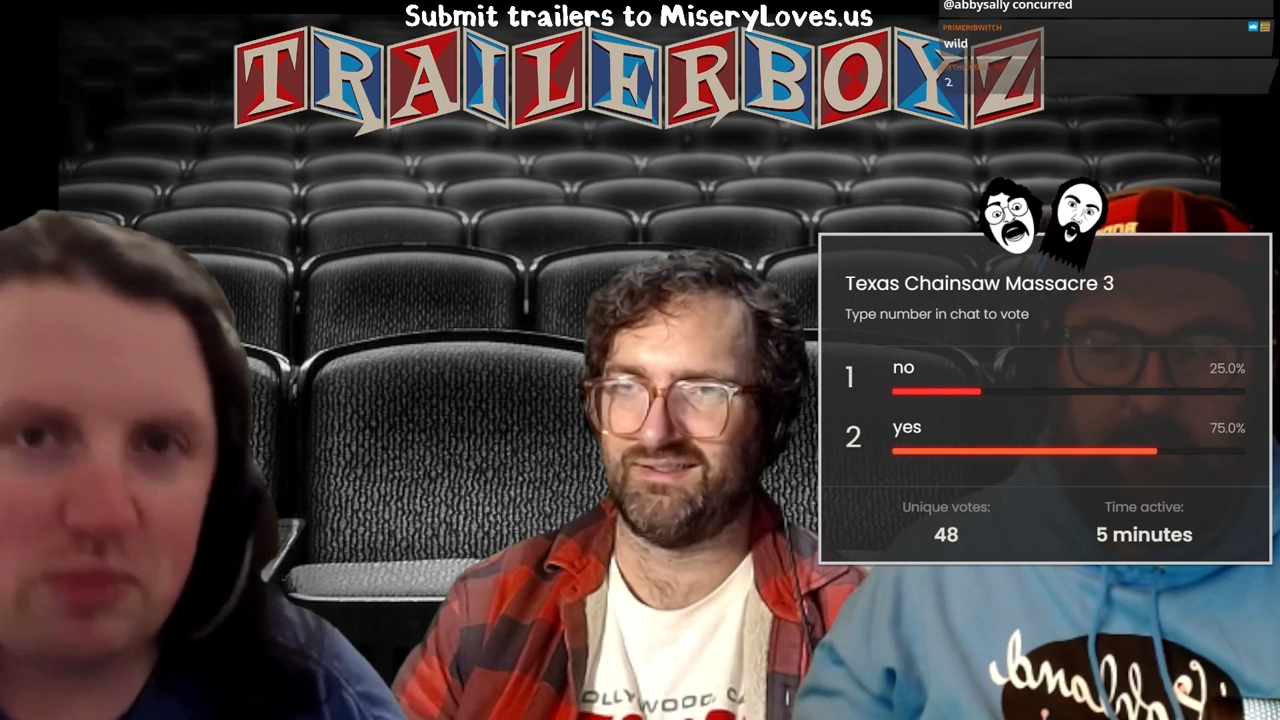 Submit trailers to MiseryLoves.us
@abbysally concurred
PRIMERIBWITCH
wild
2
TRAILERBOYZ
Texas Chainsaw Massacre 3
Type number in chat to vote
1 no 25.0%
2 yes 75.0%
Unique votes: Time active:
48 5 minutes